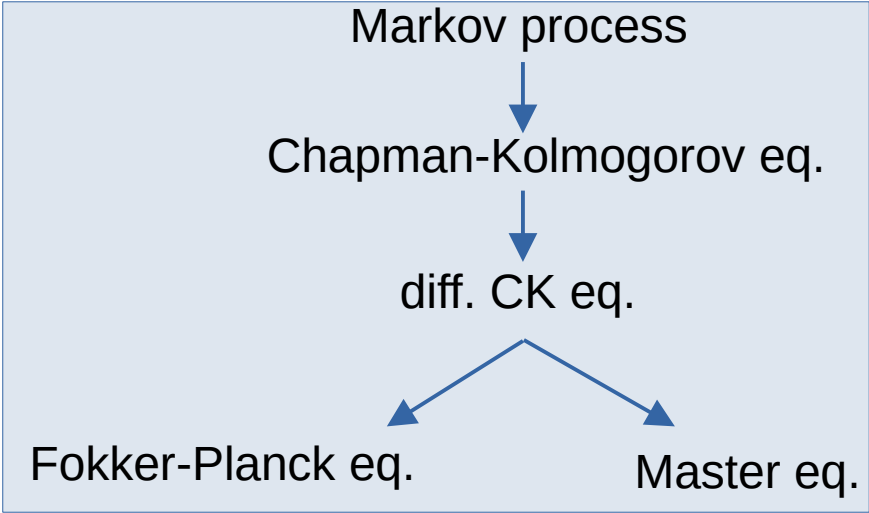 Markov process
Chapman-Kolmogorov eq.
diff. CK eq.
Fokker-Planck eq.
Master eq.